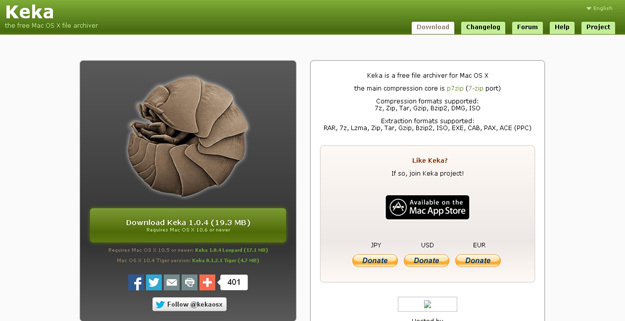 Keka
the free Mac OS X file archiver
English
Download
Changelog
Forum
Help
Project
Download Keka 1.0.4 (19.3 MB)
Requires Mac OS X 10.6 or never
Requires Mac OS X 10.5 or never: Keka 1.0.4 Leopard (17.1 MB)
Mac OS X 10.4 Tiger version: Keka 0.1.2.1 Tiger (4.7 MB)
401
Follow @kekaosx
Keka is a free file archiver for Mac OS X
the main compression core is p7zip (7-zip port)
Compression formats supported:
7z, Zip, Tar, Gzip, Bzip2, DMG, ISO
Extraction formats supported:
RAR, 7z, Lzma, Zip, Tar, Gzip, Bzip2, ISO, EXE, CAB, PAX, ACE (PPC)
Like Keka?
If so, join Keka project!
Available on the
Mac App Store
JPY
USD
EUR
Donate
Donate
Donate
Hosted by